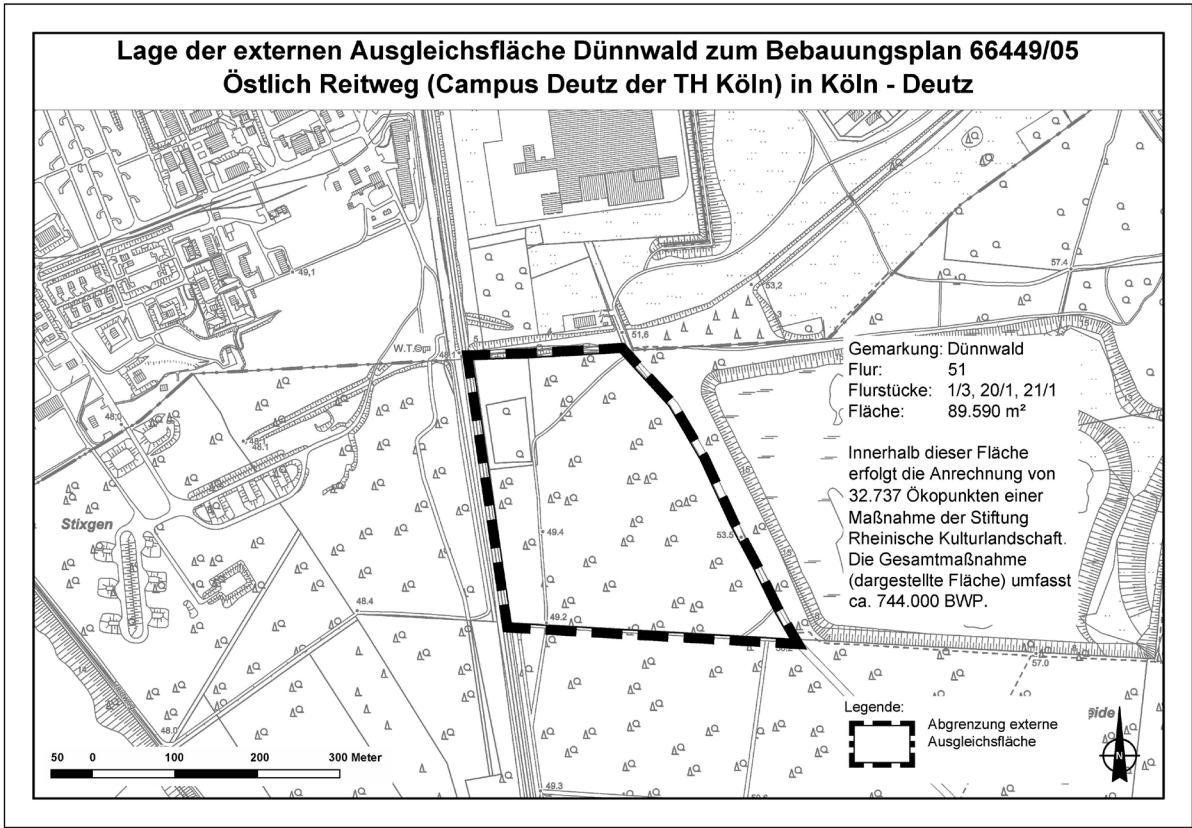 Lage der externen Ausgleichsfläche Dünnwald zum Bebauungsplan 66449/05
Östlich Reitweg (Campus Deutz der TH Köln) in Köln - Deutz
49,1
53,2
57.4
51,6
W.T.
49.1
48.0
48.1
Stixgen
49.4
53.5
48.4
49.2
48.0
57.0
49.3
Gemarkung: Dünnwald
Flur: 51
Flurstücke: 1/3, 20/1, 21/1
Fläche: 89.590 m²
Innerhalb dieser Fläche
erfolgt die Anrechnung von
32.737 Ökopunkten einer
Maßnahme der Stiftung
Rheinische Kulturlandschaft.
Die Gesamtmaßnahme
(dargestellte Fläche) umfasst
ca. 744.000 BWP.
Legende:
Abgrenzung externe
Ausgleichsfläche
eide
N
50 0 100 200 300 Meter